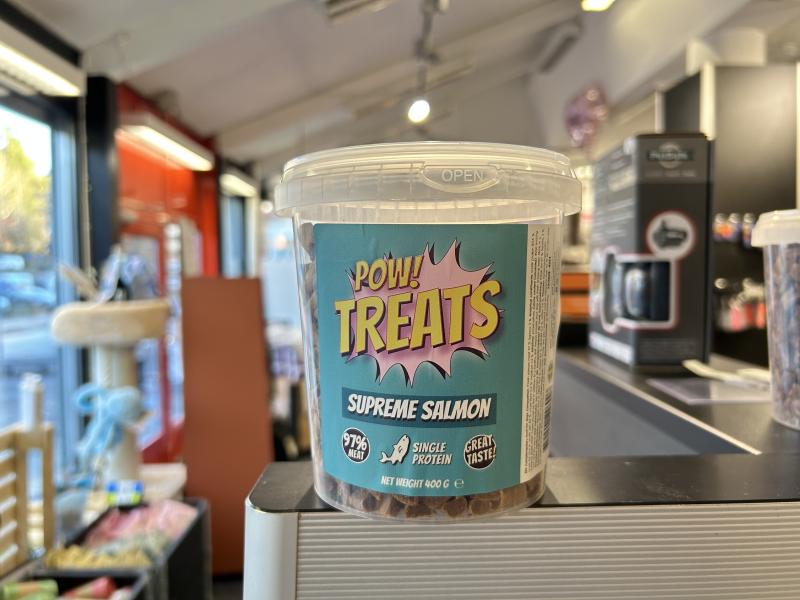 OPEN
POW!
TREATS
SUPREME SALMON
97%
MEAT
SINGLE
PROTEIN
GREAT
TASTE!
NET WEIGHT 400 G ℮